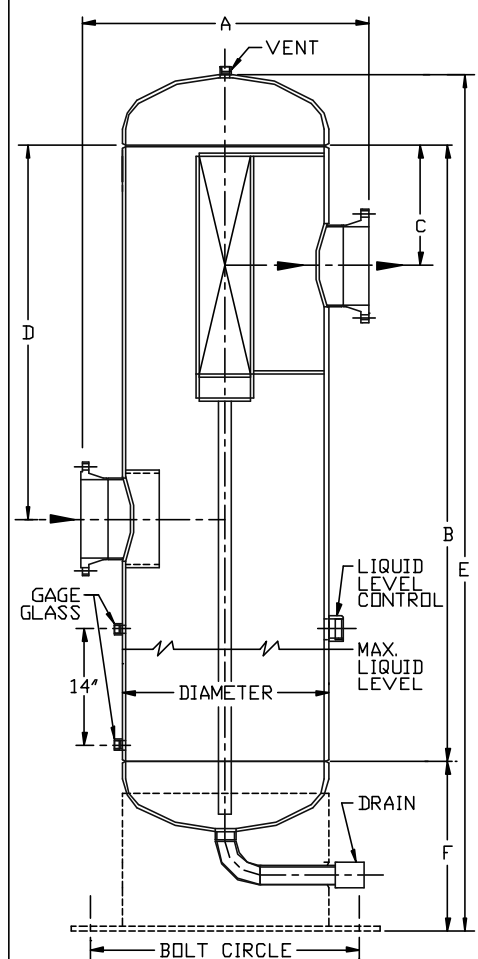 A
VENT
C
D
B
E
LIQUID
LEVEL
CONTROL
GAGE
GLASS
MAX.
LIQUID
LEVEL
14"
DIAMETER
DRAIN
F
BOLT CIRCLE